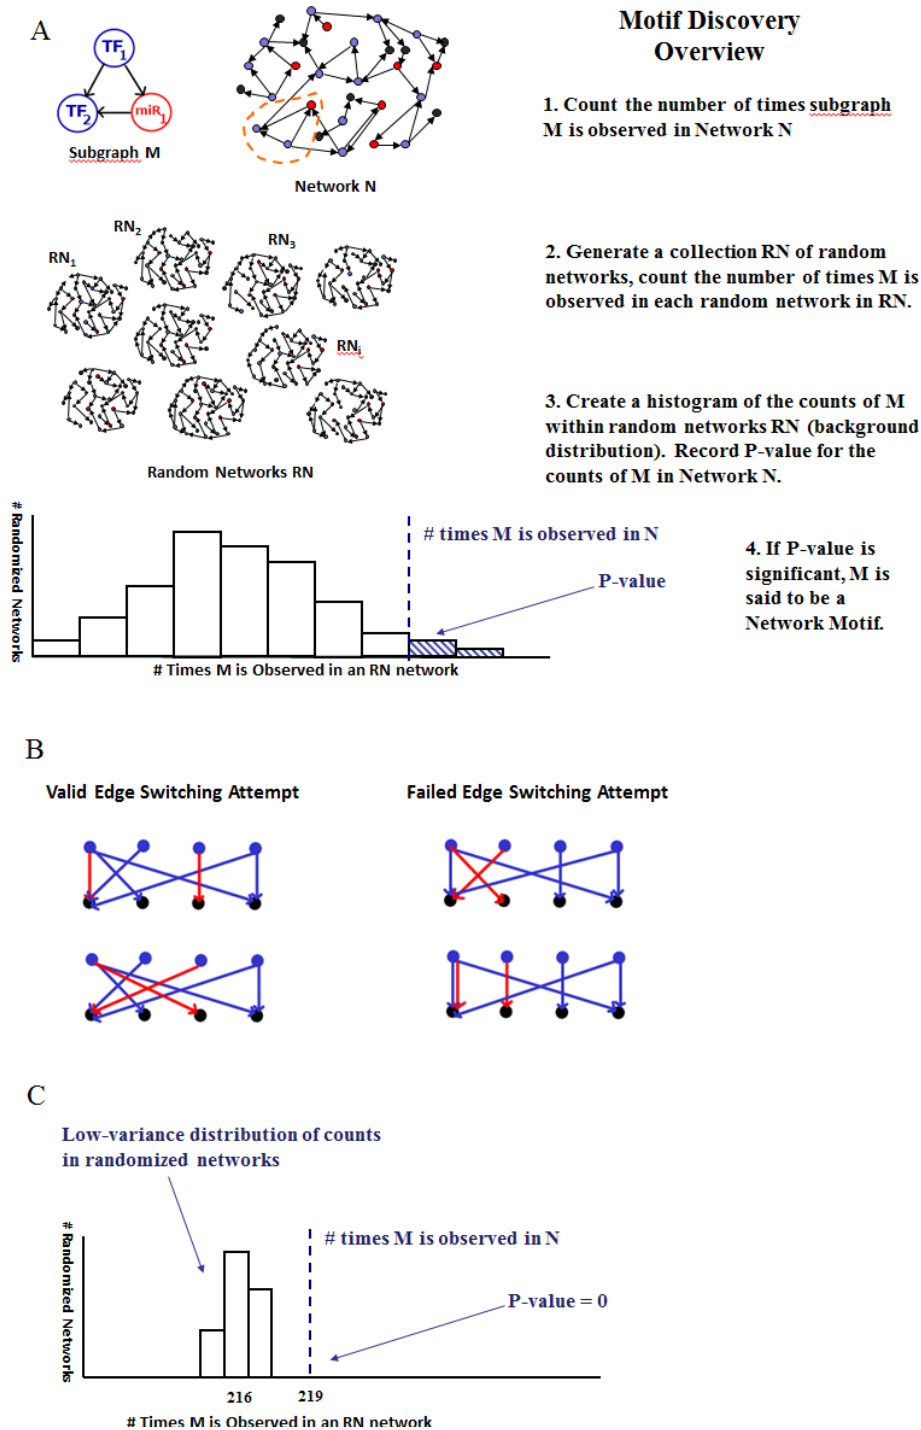 A
Motif Discovery
Overview
TF1
TF2
miR1
Subgraph M
Network N
1. Count the number of times subgraph
M is observed in Network N
RN1
RN2
RN3
RNi
Random Networks RN
2. Generate a collection RN of random
networks, count the number of times M is
observed in each random network in RN.
3. Create a histogram of the counts of M
within random networks RN (background
distribution). Record P-value for the
counts of M in Network N.
# Randomized Networks
# times M is observed in N
P-value
# Times M is Observed in an RN network
4. If P-value is
significant, M is
said to be a
Network Motif.
B
Valid Edge Switching Attempt
Failed Edge Switching Attempt
C
Low-variance distribution of counts
in randomized networks
# Randomized Networks
# times M is observed in N
P-value = 0
216
219
# Times M is Observed in an RN network